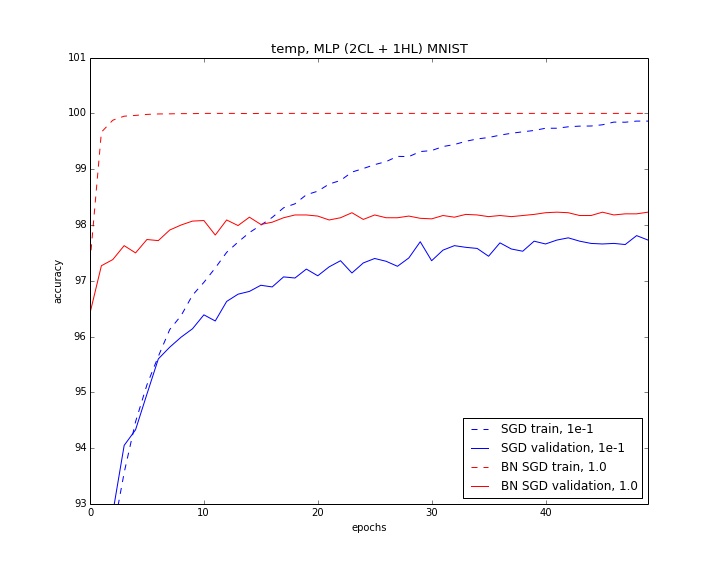 temp, MLP (2CL + 1HL) MNIST
101
100
99
98
97
96
95
94
93
accuracy
0
10
20
30
40
epochs
SGD train, 1e-1
SGD validation, 1e-1
BN SGD train, 1.0
BN SGD validation, 1.0